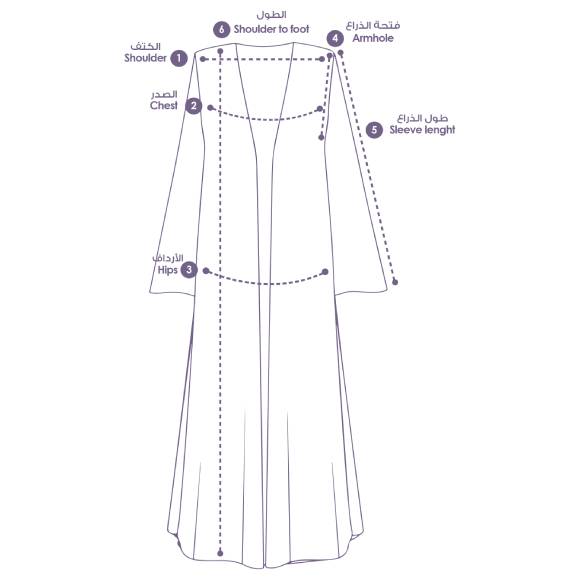 الطول
6 Shoulder to foot
فتحة الذراع
4 Armhole
الكتف
Shoulder 1
الصدر
Chest 2
طول الذراع
5 Sleeve lenght
الأرداف
Hips 3